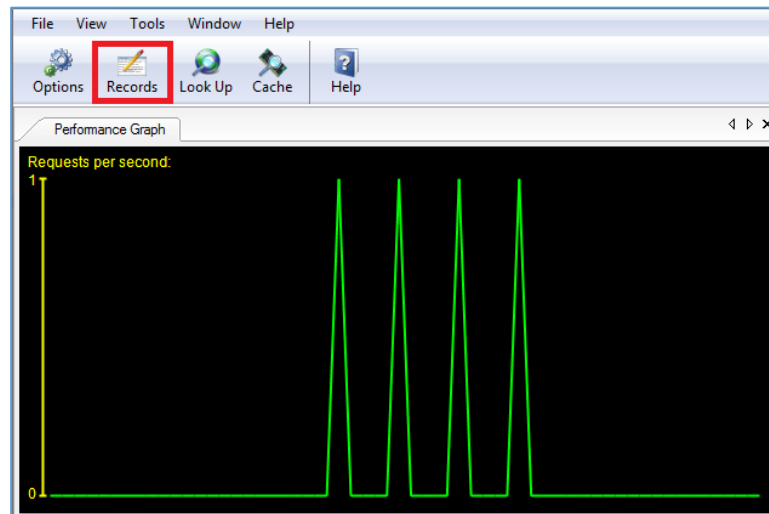 File View Tools Window Help
Options Records Look Up Cache Help
Performance Graph
Requests per second:
1
0